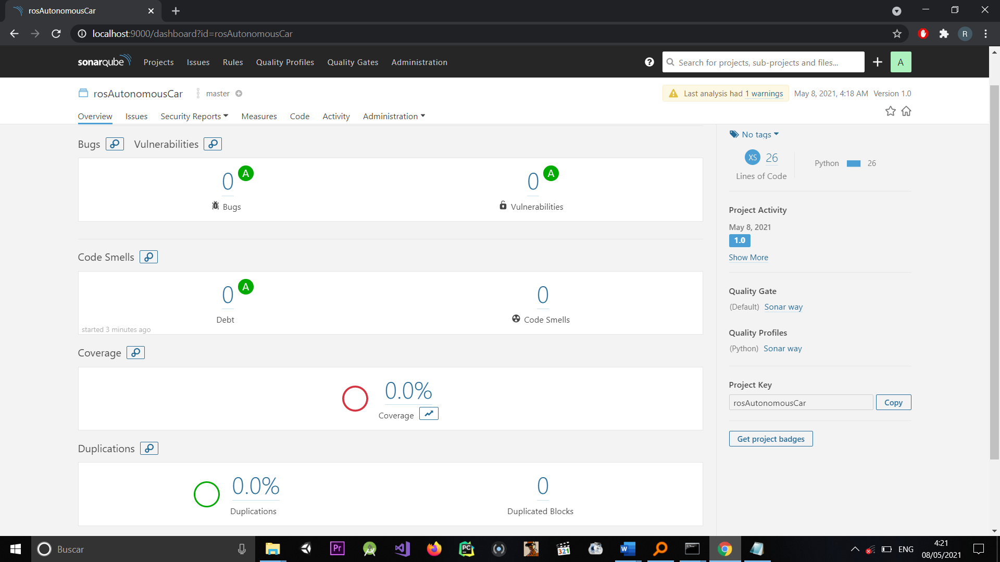 rosAutonomousCar
localhost:9000/dashboard?id=rosAutonomousCar
R
sonarqube Projects Issues Rules Quality Profiles Quality Gates Administration
Search for projects, sub-projects and files...
A
rosAutonomousCar master
Last analysis had 1 warnings May 8, 2021, 4:18 AM Version 1.0
Overview Issues Security Reports Measures Code Activity Administration
Bugs Vulnerabilities
0 A
Bugs
0 A
Vulnerabilities
Code Smells
0 A
Debt
started 3 minutes ago
0
Code Smells
Coverage
0.0%
Coverage
Duplications
0.0%
Duplications
0
Duplicated Blocks
No tags
XS 26
Lines of Code
Python 26
Project Activity
May 8, 2021
1.0
Show More
Quality Gate
(Default) Sonar way
Quality Profiles
(Python) Sonar way
Project Key
rosAutonomousCar Copy
Get project badges
Buscar
Pr
PC
321
W
ENG
4:21
08/05/2021